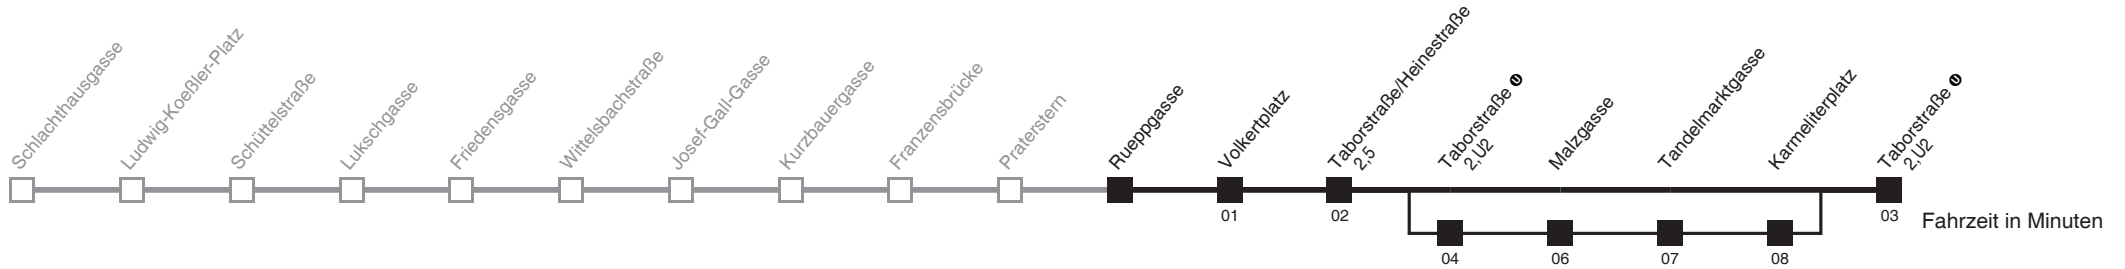 Schlachthausgasse
Ludwig-Koeßler-Platz
Schüttelstraße
Lukschgasse
Friedensgasse
Wittelsbachstraße
Josef-Gall-Gasse
Kurzbauergasse
Franzensbrücke
Praterstern
Rueppgasse
Volkertplatz
Taborstraße/Heinestraße
2,5
Taborstraße U
2,U2
Malzgasse
Tandelmarktgasse
Karmeliterplatz
Taborstraße U
2,U2
01
02
03
Fahrzeit in Minuten
04
06
07
08